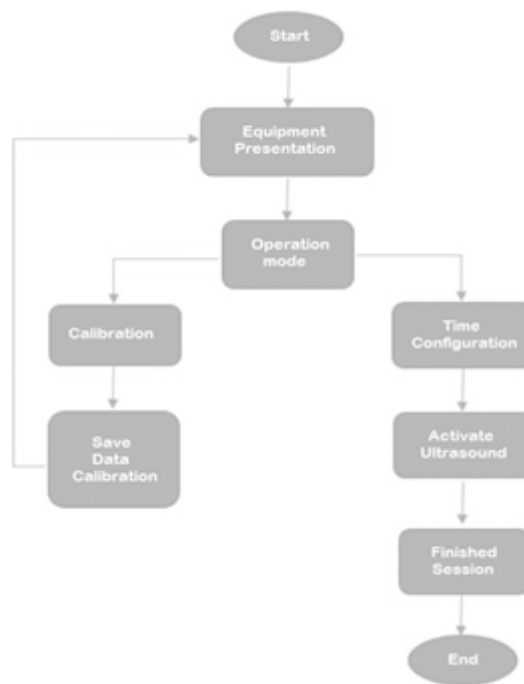 Start
Equipment
Presentation
Operation
mode
Calibration
Time
Configuration
Save
Data
Calibration
Activate
Ultrasound
Finished
Session
End